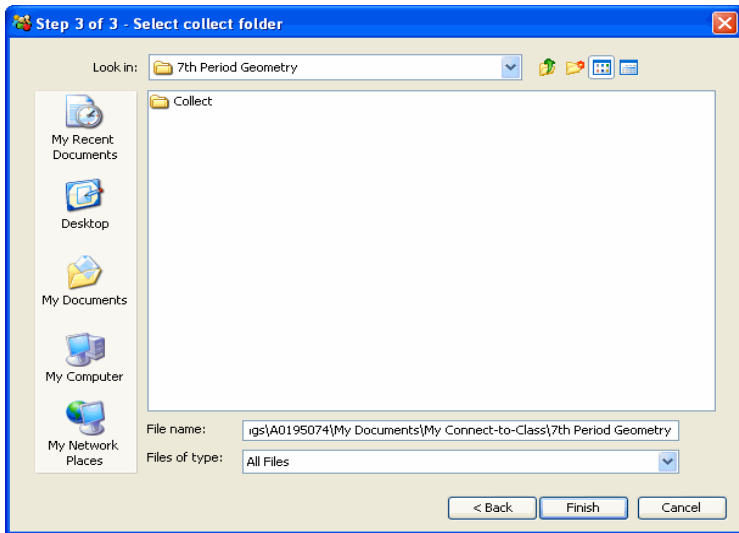 Step 3 of 3 - Select collect folder
Look in: 7th Period Geometry
Collect
My Recent
Documents
Desktop
My Documents
My Computer
My Network
Places
File name: ıgs\A0195074\My Documents\My Connect-to-Class\7th Period Geometry
Files of type: All Files
< Back Finish Cancel